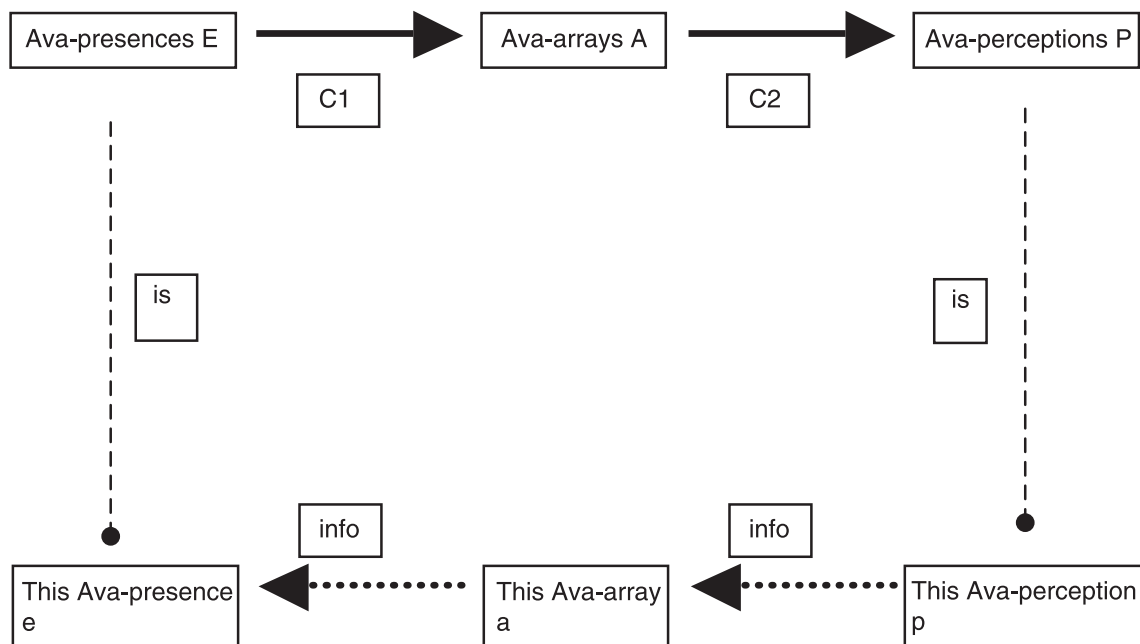 Ava-presences E
Ava-arrays A
Ava-perceptions P
C1
C2
is
is
info
info
This Ava-presence
e
This Ava-array
a
This Ava-perception
p